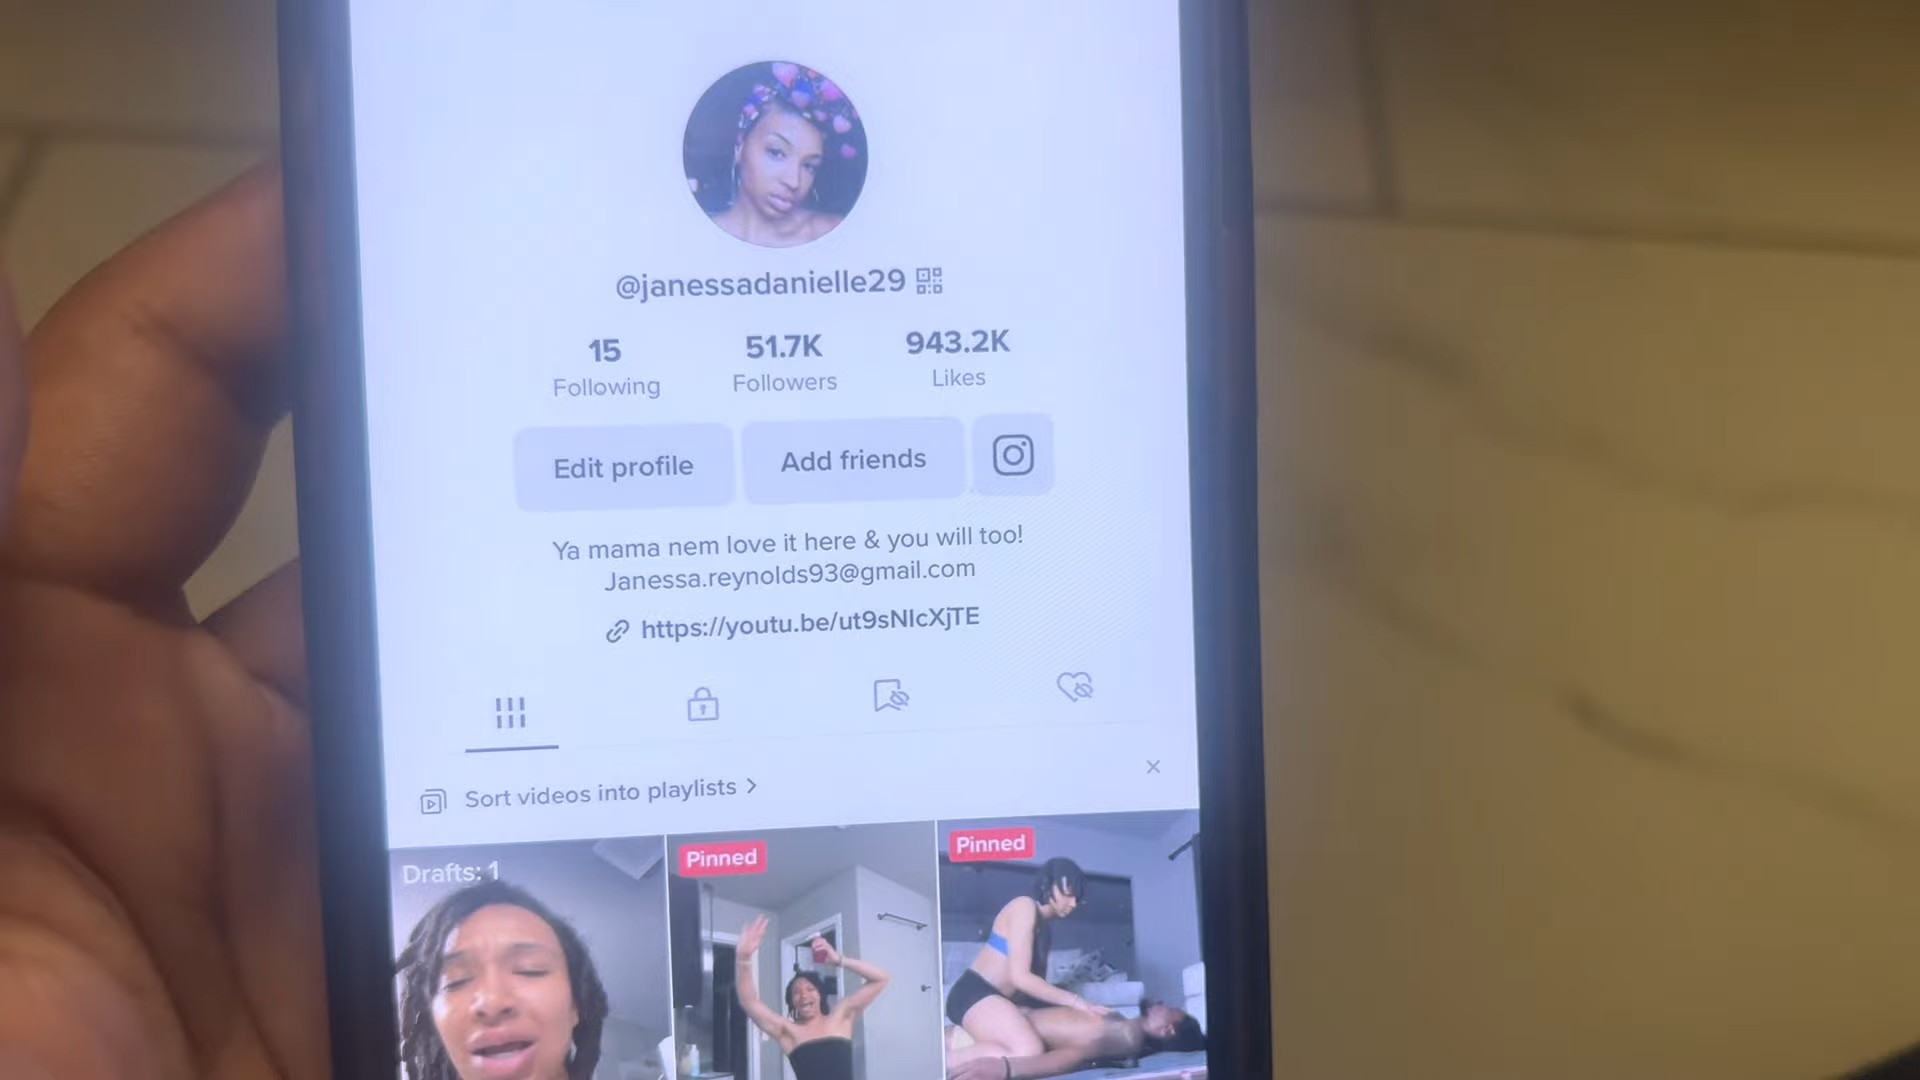 @janessadanielle29
15 51.7K 943.2K
Following Followers Likes
Edit profile Add friends
Ya mama nem love it here & you will too!
Janessa.reynolds93@gmail.com
https://youtu.be/ut9sNIcXjTE
Sort videos into playlists >
Drafts: 1 Pinned Pinned